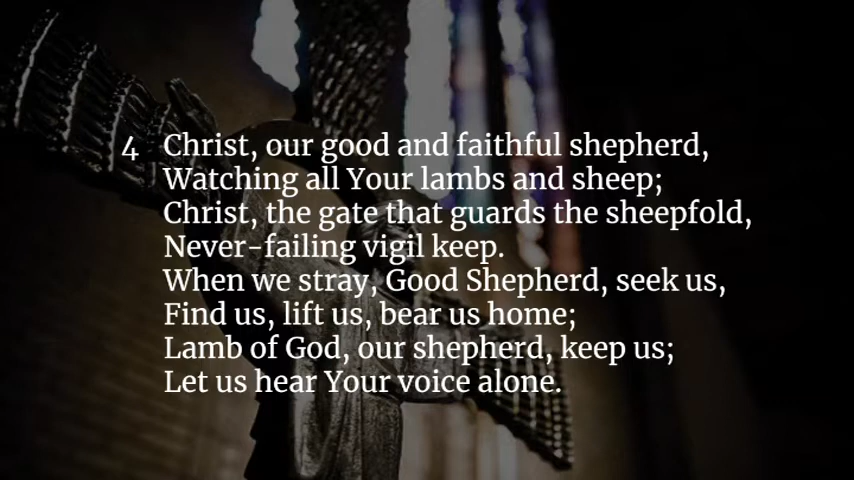 4 Christ, our good and faithful shepherd,
Watching all Your lambs and sheep;
Christ, the gate that guards the sheepfold,
Never-failing vigil keep.
When we stray, Good Shepherd, seek us,
Find us, lift us, bear us home;
Lamb of God, our shepherd, keep us;
Let us hear Your voice alone.